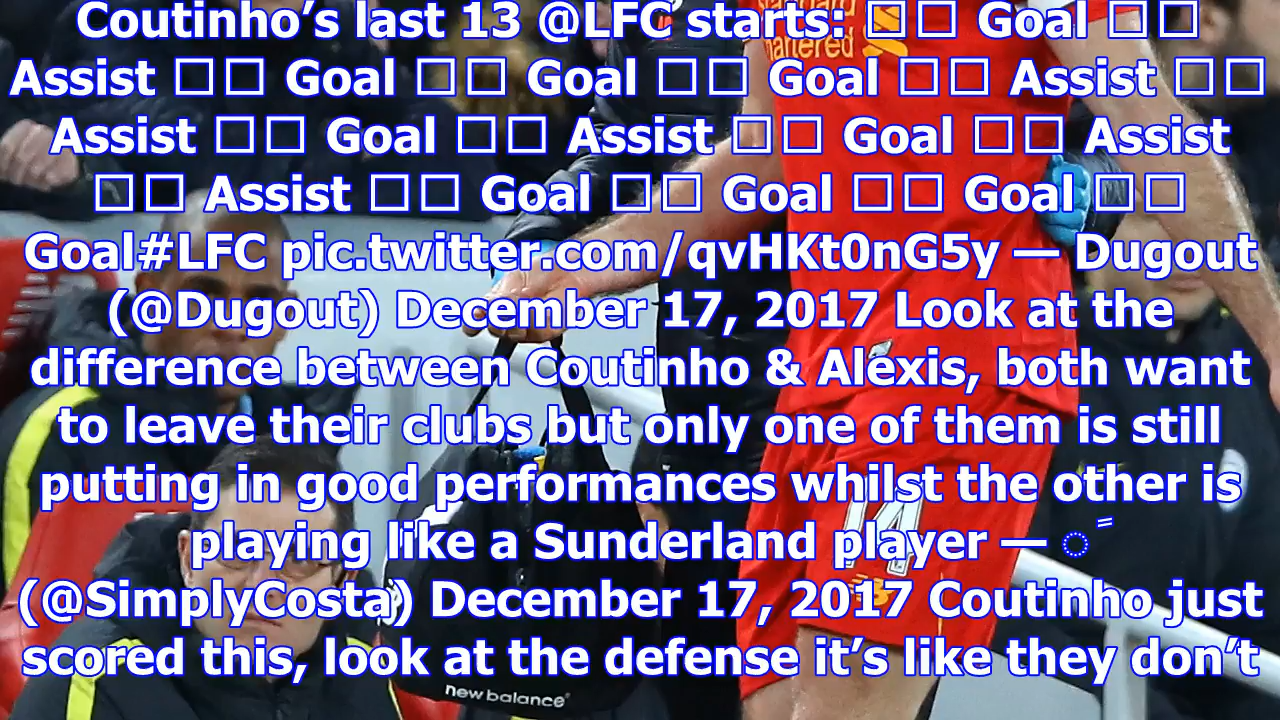 Coutinho’s last 13 @LFC starts: □□ Goal □□
Assist □□ Goal □□ Goal □□ Goal □□ Assist □□
Assist □□ Goal □□ Assist □□ Goal □□ Assist
□□ Assist □□ Goal □□ Goal □□ Goal □□
Goal#LFC pic.twitter.com/qvHKt0nG5y — Dugout
(@Dugout) December 17, 2017 Look at the
difference between Coutinho & Alexis, both want
to leave their clubs but only one of them is still
putting in good performances whilst the other is
playing like a Sunderland player —
(@SimplyCosta) December 17, 2017 Coutinho just
scored this, look at the defense it’s like they don’t
standard
chartered
14
new balance